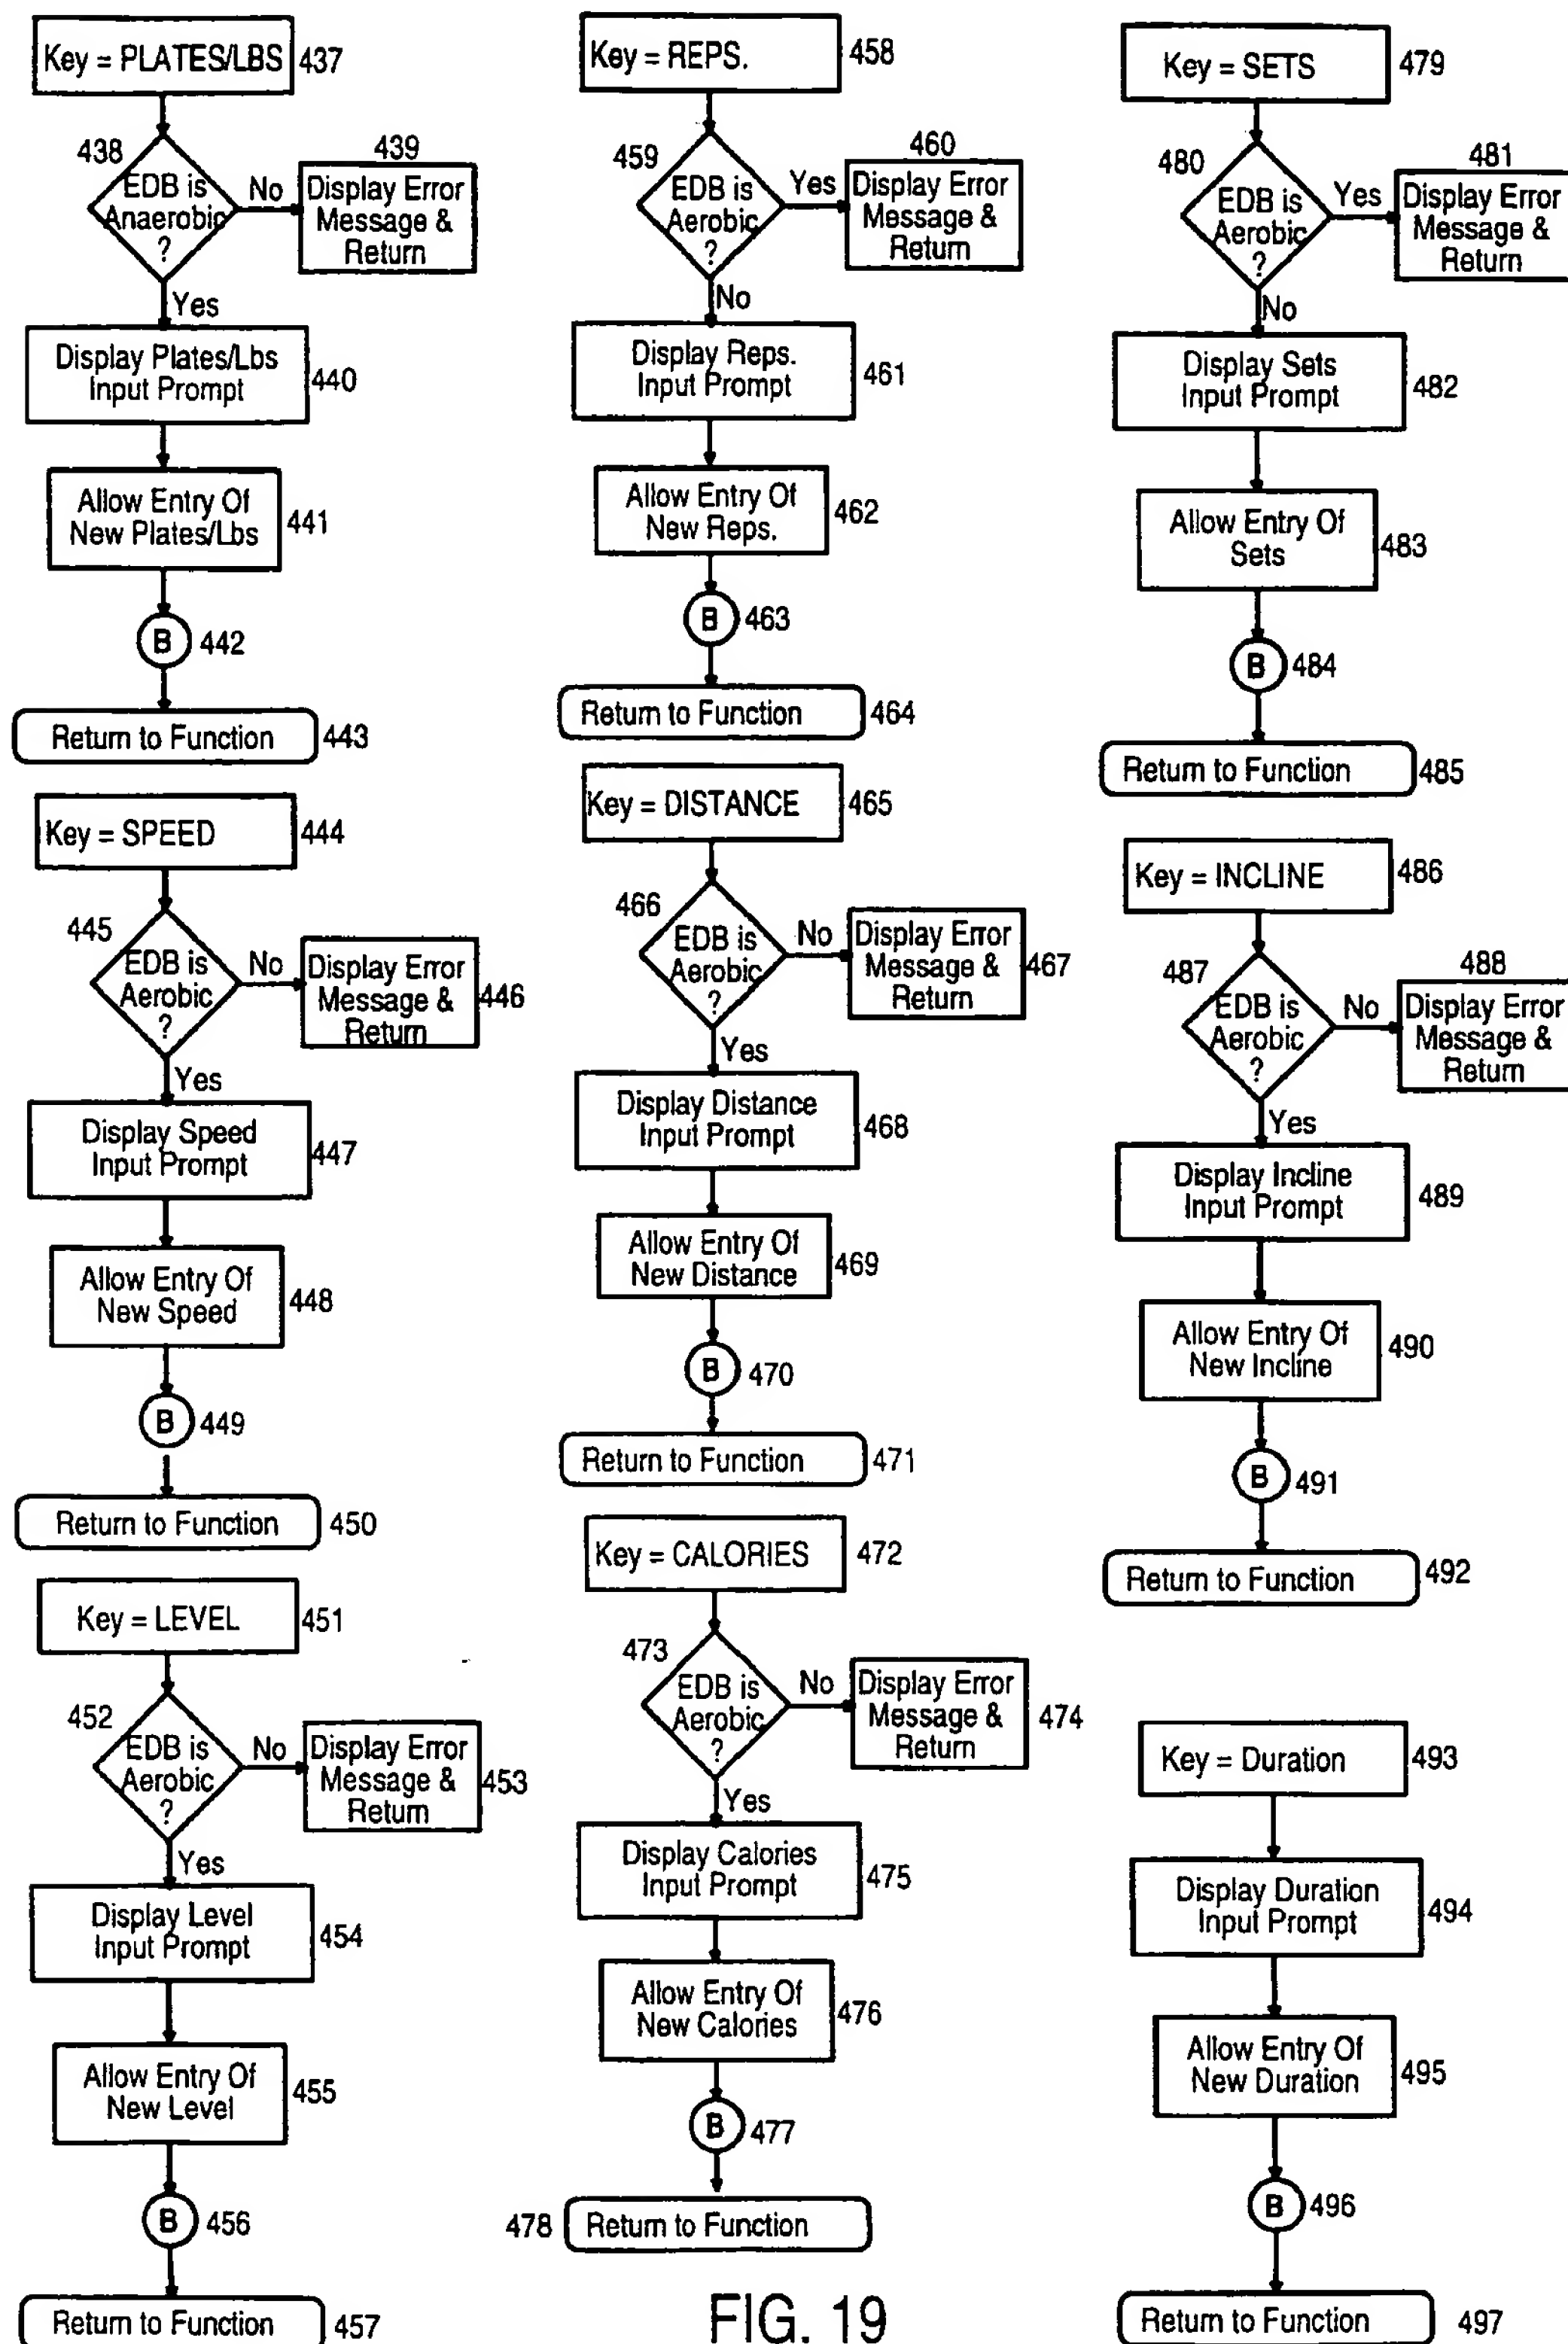 Key = PLATES/LBS
437
438
EDB is
Anaerobic
?
No
439
Display Error
Message &
Return
Yes
Display Plates/Lbs
Input Prompt
440
Allow Entry Of
New Plates/Lbs
441
B
442
Return to Function
443
Key = SPEED
444
445
EDB is
Aerobic
?
No
Display Error
Message &
Return
446
Yes
Display Speed
Input Prompt
447
Allow Entry Of
New Speed
448
B
449
Return to Function
450
Key = LEVEL
451
452
EDB is
Aerobic
?
No
Display Error
Message &
Return
453
Yes
Display Level
Input Prompt
454
Allow Entry Of
New Level
455
B
456
Return to Function
457
Key = REPS.
458
459
EDB is
Aerobic
?
Yes
460
Display Error
Message &
Return
No
Display Reps.
Input Prompt
461
Allow Entry Of
New Reps.
462
B
463
Return to Function
464
Key = DISTANCE
465
466
EDB is
Aerobic
?
No
Display Error
Message &
Return
467
Yes
Display Distance
Input Prompt
468
Allow Entry Of
New Distance
469
B
470
Return to Function
471
Key = CALORIES
472
473
EDB is
Aerobic
?
No
Display Error
Message &
Return
474
Yes
Display Calories
Input Prompt
475
Allow Entry Of
New Calories
476
B
477
478
Return to Function
Key = SETS
479
480
EDB is
Aerobic
?
Yes
481
Display Error
Message &
Return
No
Display Sets
Input Prompt
482
Allow Entry Of
Sets
483
B
484
Return to Function
485
Key = INCLINE
486
487
EDB is
Aerobic
?
No
488
Display Error
Message &
Return
Yes
Display Incline
Input Prompt
489
Allow Entry Of
New Incline
490
B
491
Return to Function
492
Key = Duration
493
Display Duration
Input Prompt
494
Allow Entry Of
New Duration
495
B
496
Return to Function
497
FIG. 19